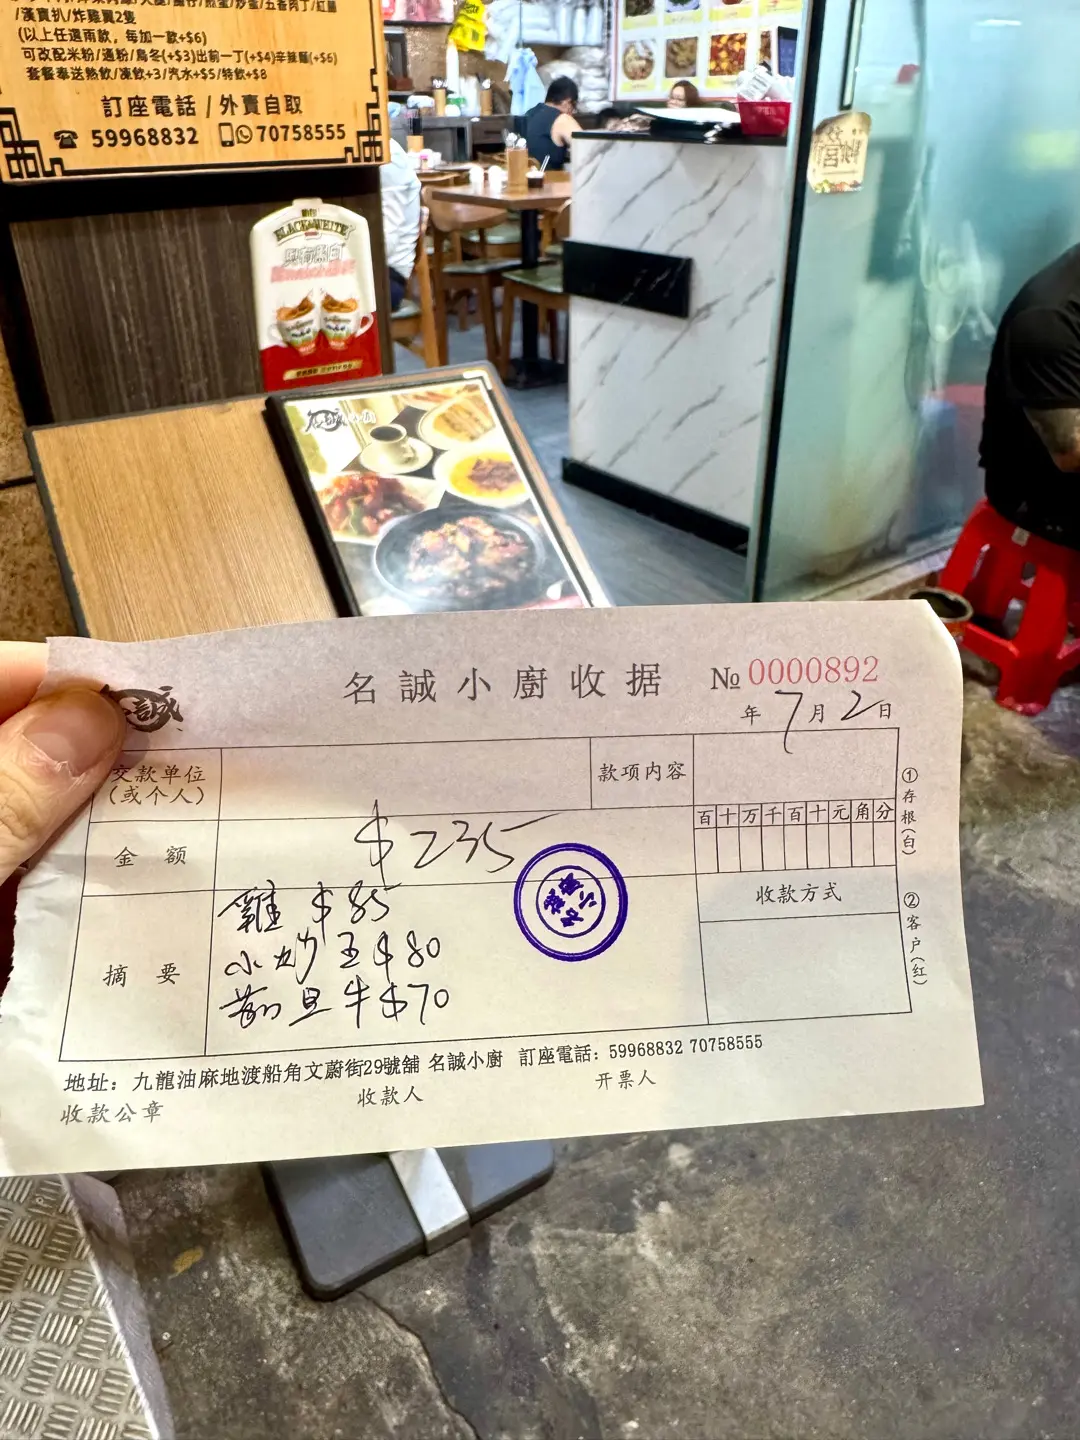 /漢寶扒/炸雞翼2隻
(以上任選兩款，每加一款+$6)
可改配米粉/通粉/烏冬(+$3)出前一丁(+$4)辛辣麵(+$6)
套餐奉送熱飲/凍飲+3/汽水+$5/特飲+$8
訂座電話 / 外賣自取
59968832 70758555
BLACK&WHITE
名誠小廚收据 № 0000892
年 7 月 2 日
交款单位
(或个人)
款项内容
百十万千百十元角分
金 额 $235
收款方式
摘 要
雞 $85
小炒王 $80
牛 $70
①存根(白)
②客户(红)
地址：九龍油麻地渡船角文蔚街29號舖 名誠小廚 訂座電話：59968832 70758555
收款公章 收款人 开票人